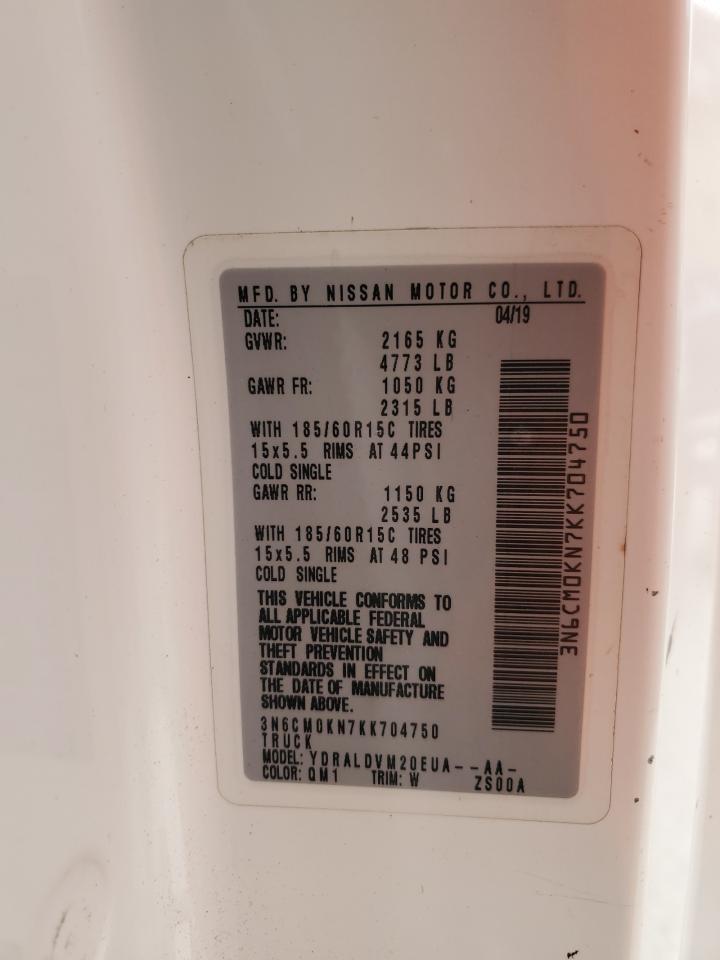 MFD. BY NISSAN MOTOR CO., LTD.
DATE: 04/19
GVWR: 2165 KG
4773 LB
GAWR FR: 1050 KG
2315 LB
WITH 185/60R15C TIRES
15x5.5 RIMS AT 44PSI
COLD SINGLE
GAWR RR: 1150 KG
2535 LB
WITH 185/60R15C TIRES
15x5.5 RIMS AT 48 PSI
COLD SINGLE
THIS VEHICLE CONFORMS TO
ALL APPLICABLE FEDERAL
MOTOR VEHICLE SAFETY AND
THEFT PREVENTION
STANDARDS IN EFFECT ON
THE DATE OF MANUFACTURE
SHOWN ABOVE.
3N6CM0KN7KK704750
TRUCK
MODEL: YDRALDVM20EUA--AA-
COLOR: QM1 TRIM: W ZS00A
3N6CM0KN7KK704750